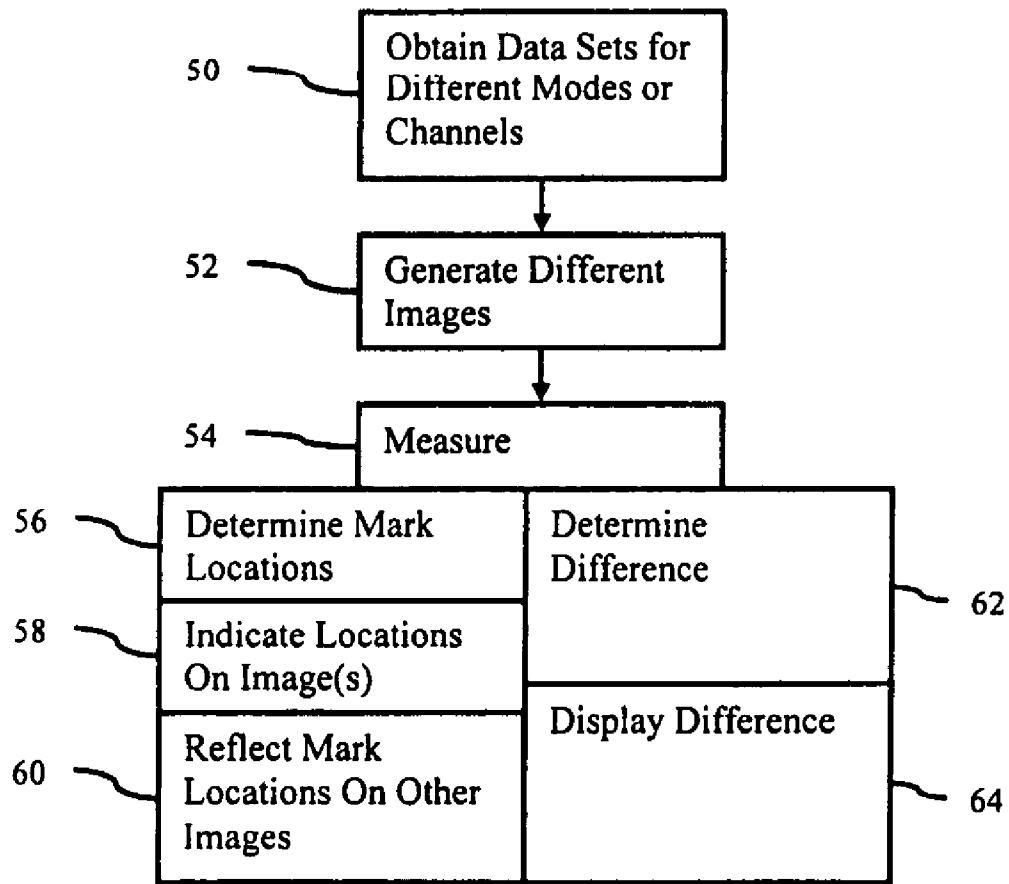 50
Obtain Data Sets for
Different Modes or
Channels
52
Generate Different
Images
54
Measure
56
Determine Mark
Locations
58
Indicate Locations
On Image(s)
60
Reflect Mark
Locations On Other
Images
Determine
Difference
62
Display Difference
64